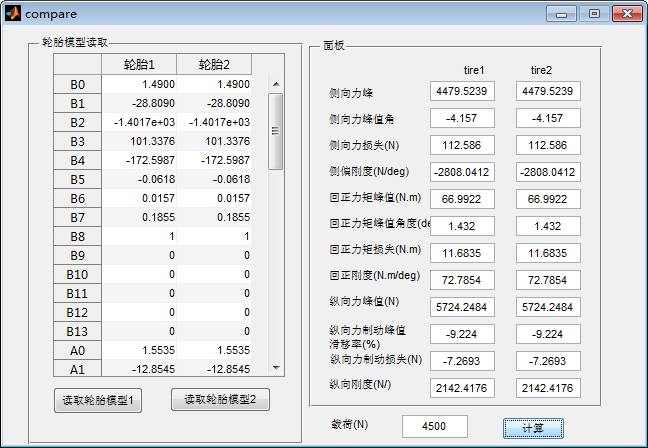 compare
轮胎模型读取
轮胎1 轮胎2
B0 1.4900 1.4900
B1 -28.8090 -28.8090
B2 -1.4017e+03 -1.4017e+03
B3 101.3376 101.3376
B4 -172.5987 -172.5987
B5 -0.0618 -0.0618
B6 0.0157 0.0157
B7 0.1855 0.1855
B8 1 1
B9 0 0
B10 0 0
B11 0 0
B12 0 0
B13 0 0
A0 1.5535 1.5535
A1 -12.8545 -12.8545
读取轮胎模型1 读取轮胎模型2
面板
tire1 tire2
侧向力峰 4479.5239 4479.5239
侧向力峰值角 -4.157 -4.157
侧向力损失(N) 112.586 112.586
侧偏刚度(N/deg) -2808.0412 -2808.0412
回正力矩峰值(N.m) 66.9922 66.9922
回正力矩峰值角度(de 1.432 1.432
回正力矩损失(N.m) 11.6835 11.6835
回正刚度(N.m/deg) 72.7854 72.7854
纵向力峰值(N) 5724.2484 5724.2484
纵向力制动峰值
滑移率(%) -9.224 -9.224
纵向力制动损失(N) -7.2693 -7.2693
纵向刚度(N/) 2142.4176 2142.4176
载荷(N) 4500 计算